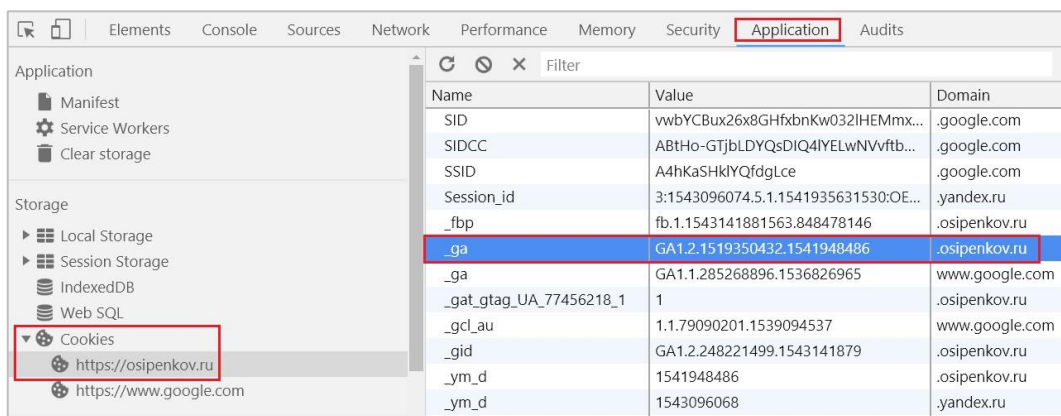 Elements Console Sources Network Performance Memory Security Application Audits
Application
Manifest
Service Workers
Clear storage
Storage
Local Storage
Session Storage
IndexedDB
Web SQL
Cookies
https://osipenkov.ru
https://www.google.com
Filter
Name Value Domain
SID vwbYCBux26x8GHfxbnKw032lHEMmx... .google.com
SIDCC ABtHo-GTjbLDYQsDIQ4lYELwNVvftb... .google.com
SSID A4hKaSHklYQfdgLce .google.com
Session_id 3:1543096074.5.1.1541935631530:OE... .yandex.ru
_fbp fb.1.1543141881563.848478146 .osipenkov.ru
_ga GA1.2.1519350432.1541948486 .osipenkov.ru
_ga GA1.1.285268896.1536826965 www.google.com
_gat_gtag_UA_77456218_1 1 .osipenkov.ru
_gcl_au 1.1.79090201.1539094537 www.google.com
_gid GA1.2.248221499.1543141879 .osipenkov.ru
_ym_d 1541948486 .osipenkov.ru
_ym_d 1543096068 .yandex.ru